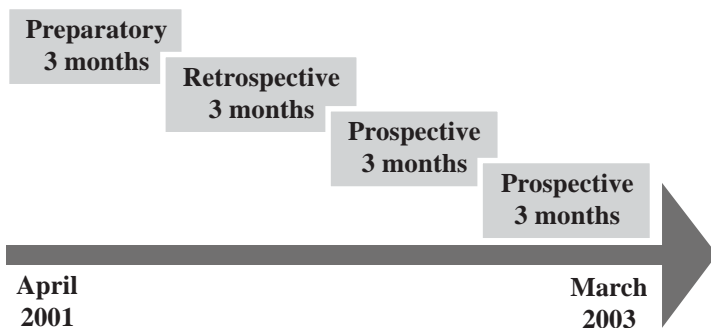 Preparatory
3 months
Retrospective
3 months
Prospective
3 months
Prospective
3 months
April
2001
March
2003